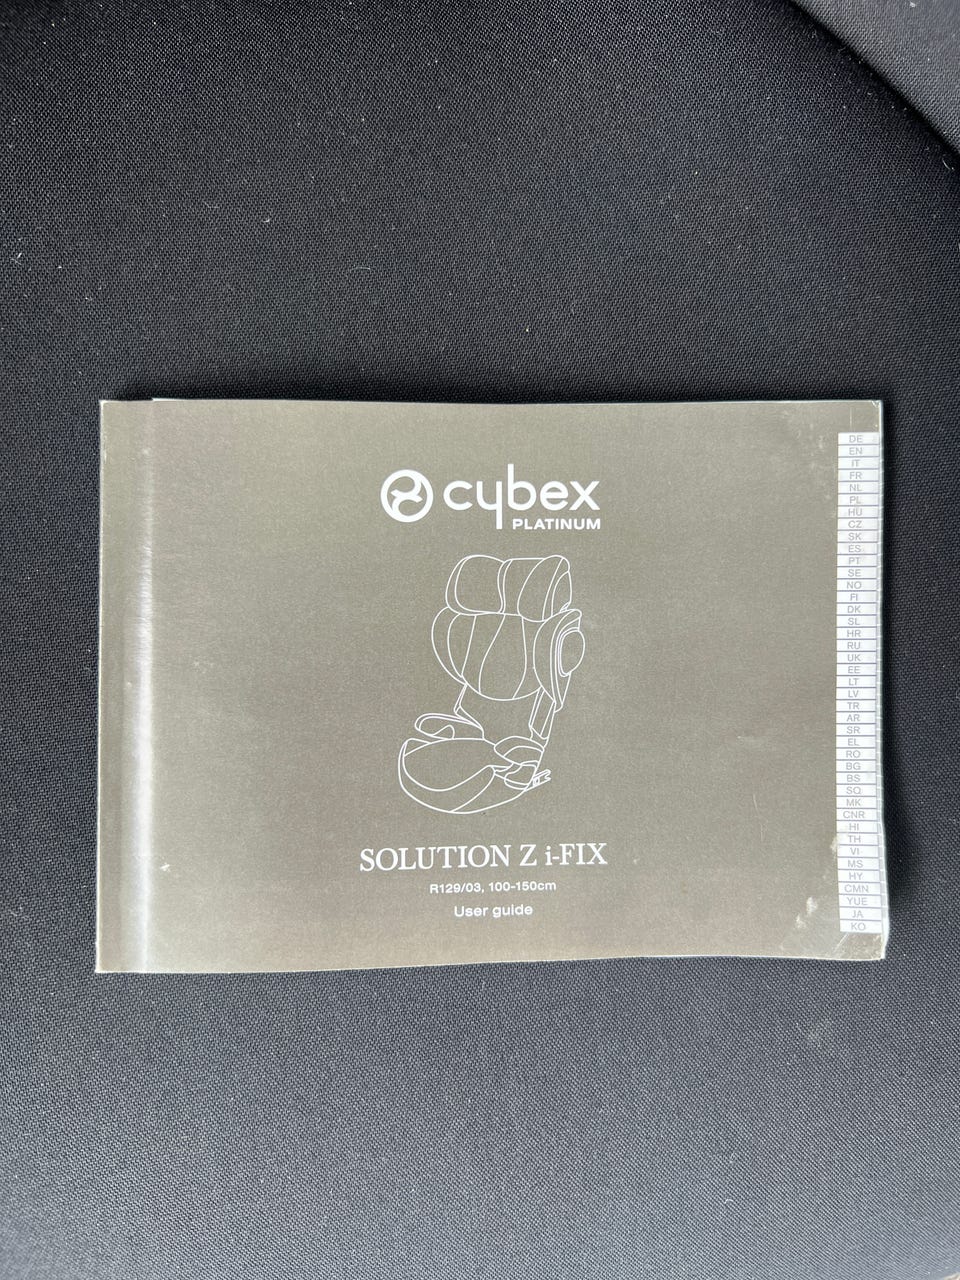 cybex
PLATINUM
SOLUTION Z i-FIX
R129/03, 100-150cm
User guide
DE
EN
IT
FR
NL
PL
HU
CZ
SK
ES
PT
SE
NO
FI
DK
SL
HR
RU
UK
EE
LT
LV
TR
AR
SR
EL
RO
BG
BS
SQ
MK
CNR
HI
TH
VI
MS
HY
CMN
YUE
JA
KO